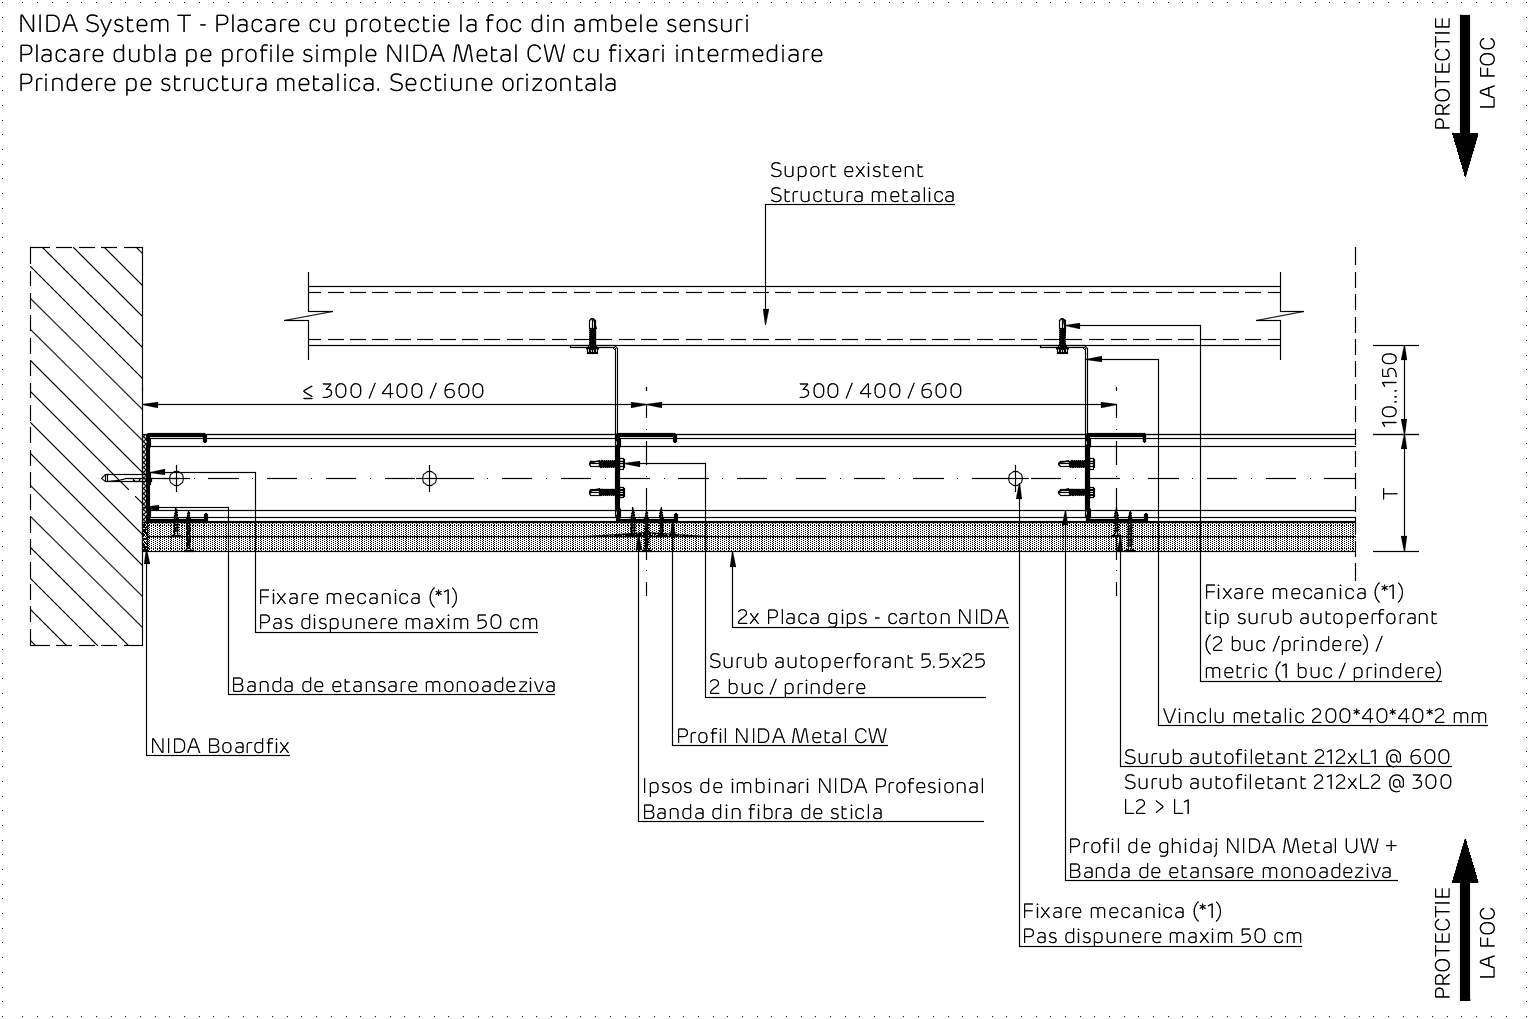 NIDA System T - Placare cu protectie la foc din ambele sensuri
Placare dubla pe profile simple NIDA Metal CW cu fixari intermediare
Prindere pe structura metalica. Sectiune orizontala
PROTECTIE
LA FOC
Suport existent
Structura metalica
≤ 300 / 400 / 600
300 / 400 / 600
10...150
T
Fixare mecanica (*1)
Pas dispunere maxim 50 cm
Banda de etansare monoadeziva
NIDA Boardfix
2x Placa gips - carton NIDA
Surub autoperforant 5.5x25
2 buc / prindere
Profil NIDA Metal CW
Ipsos de imbinari NIDA Profesional
Banda din fibra de sticla
Fixare mecanica (*1)
tip surub autoperforant
(2 buc /prindere) /
metric (1 buc / prindere)
Vinclu metalic 200*40*40*2 mm
Surub autofiletant 212xL1 @ 600
Surub autofiletant 212xL2 @ 300
L2 > L1
Profil de ghidaj NIDA Metal UW +
Banda de etansare monoadeziva
Fixare mecanica (*1)
Pas dispunere maxim 50 cm
PROTECTIE
LA FOC